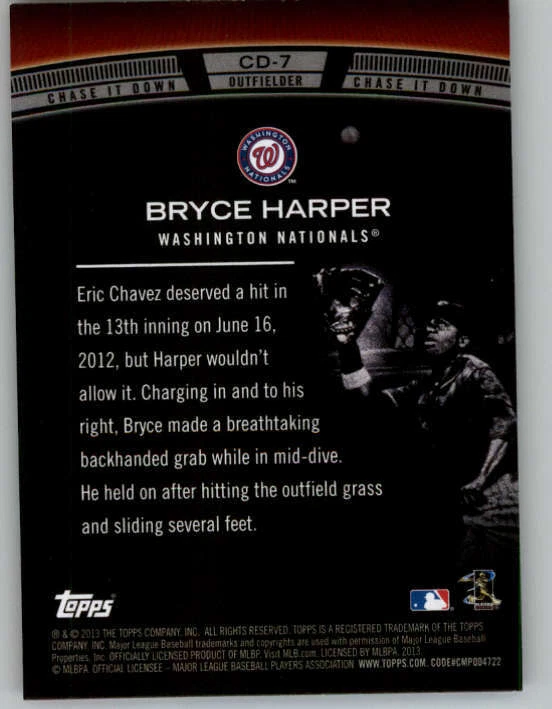 CD-7
OUTFIELDER
CHASE IT DOWN
CHASE IT DOWN
WASHINGTON
W
NATIONALS
™
BRYCE HARPER
WASHINGTON NATIONALS®
Eric Chavez deserved a hit in
the 13th inning on June 16,
2012, but Harper wouldn't
allow it. Charging in and to his
right, Bryce made a breathtaking
backhanded grab while in mid-dive.
He held on after hitting the outfield grass
and sliding several feet.
Topps
® & © 2013 THE TOPPS COMPANY, INC. ALL RIGHTS RESERVED. TOPPS IS A REGISTERED TRADEMARK OF THE TOPPS
COMPANY, INC. Major League Baseball trademarks and copyrights are used with permission of Major League Baseball
Properties, Inc. OFFICIALLY LICENSED PRODUCT OF MLBP. Visit MLB.com. LICENSED BY MLBPA, 2013.
© MLBPA. OFFICIAL LICENSEE – MAJOR LEAGUE BASEBALL PLAYERS ASSOCIATION WWW.TOPPS.COM. CODE#CMP004722